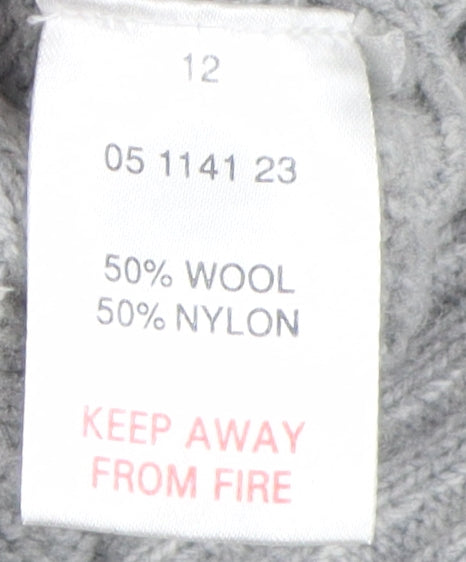 12
05 1141 23
50% WOOL
50% NYLON
KEEP AWAY
FROM FIRE